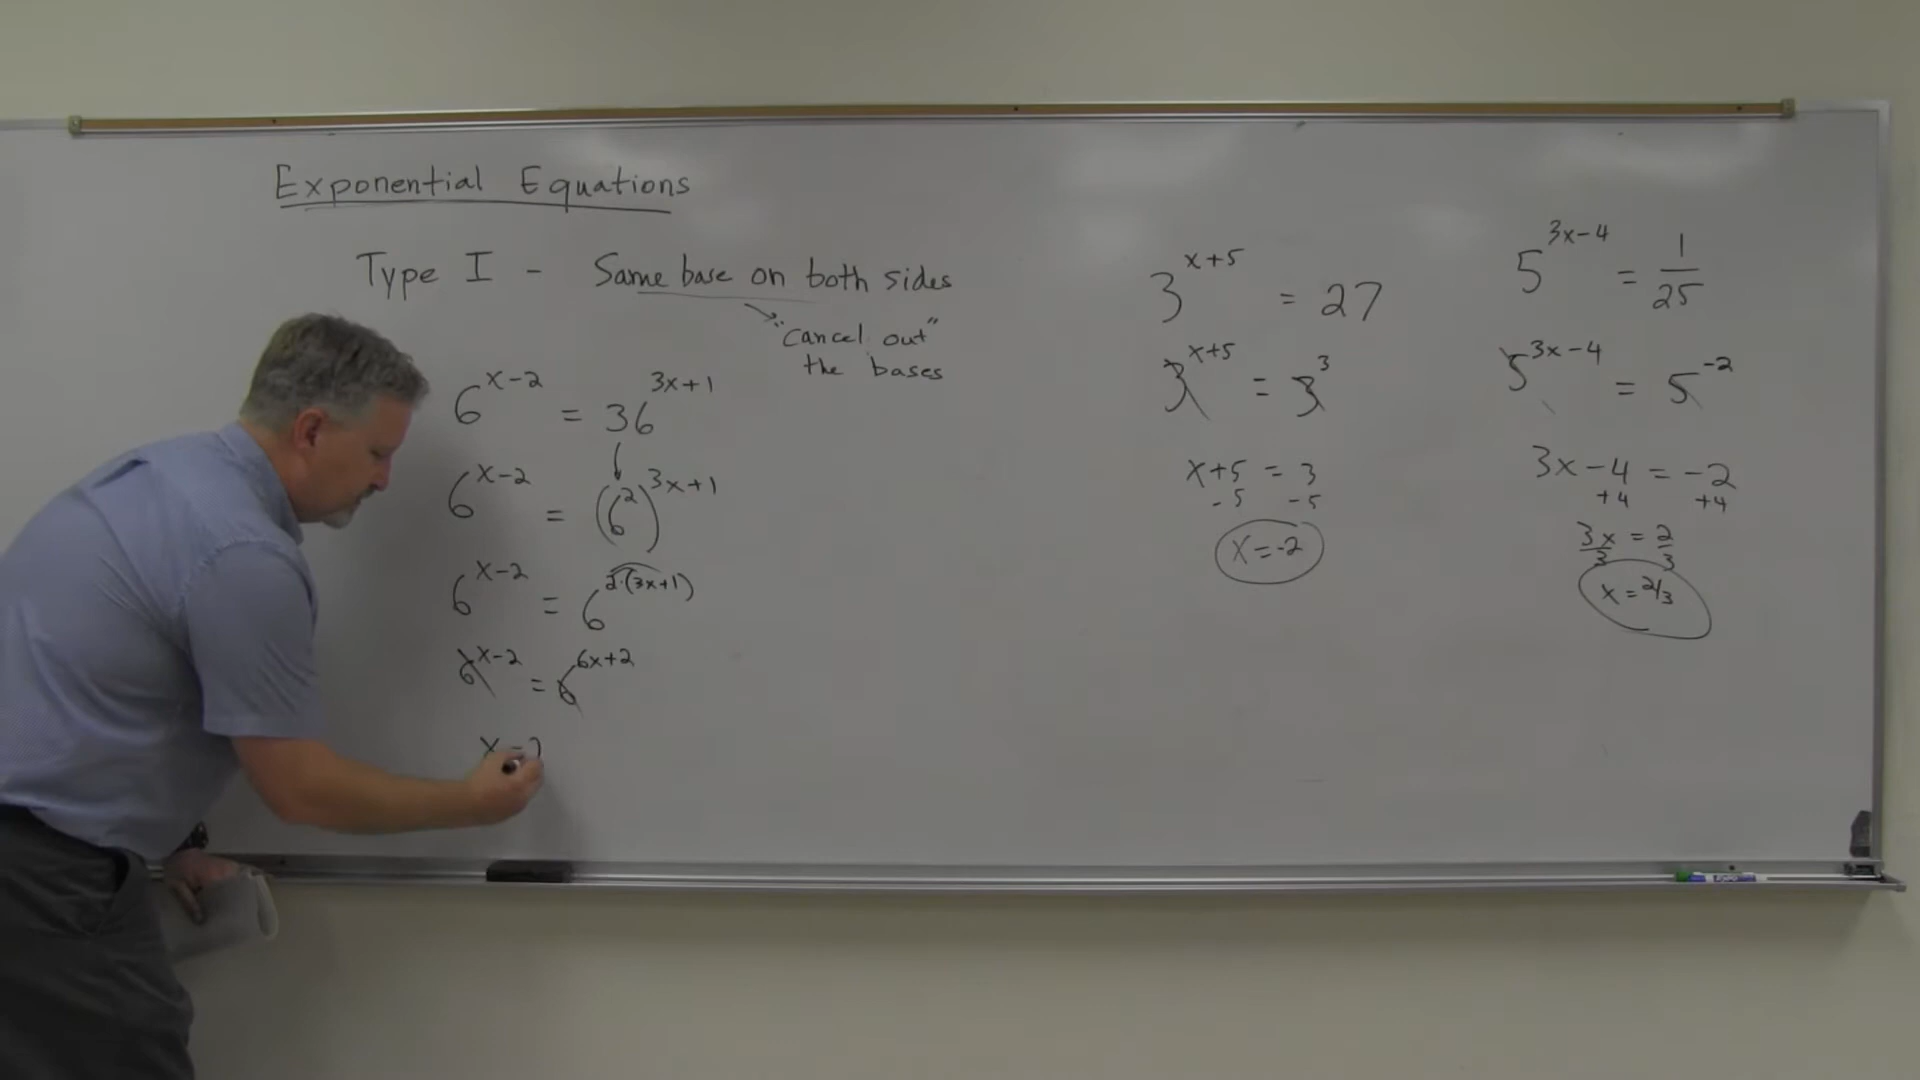 Exponential Equations
Type I - Same base on both sides
"Cancel out"
the bases
6^{x-2} = 36^{3x+1}
6^{x-2} = (6^2)^{3x+1}
6^{x-2} = 6^{2·(3x+1)}
6^{x-2} = 6^{6x+2}
x-2
3^{x+5} = 27
3^{x+5} = 3^3
x+5 = 3
-5 -5
x=-2
5^{3x-4} = 1/25
5^{3x-4} = 5^{-2}
3x-4 = -2
+4 +4
3x/3 = 2/3
x = 2/3